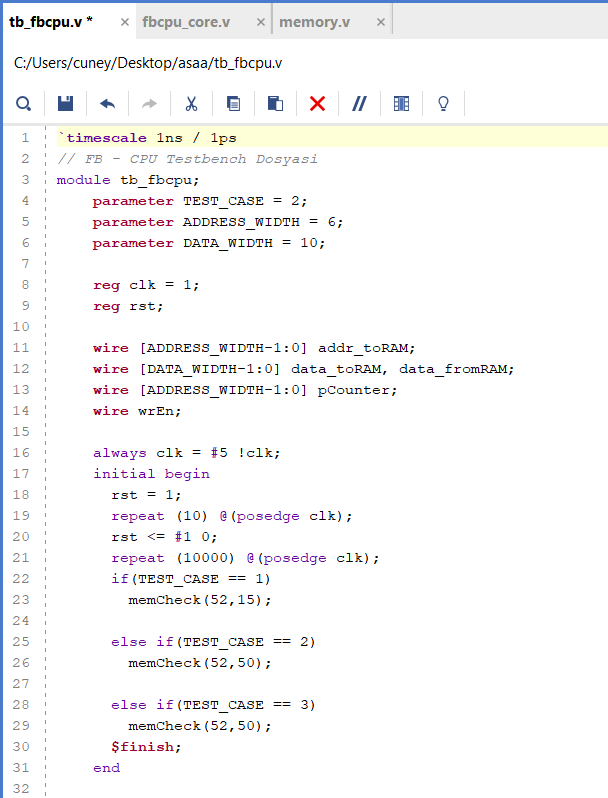 tb_fbcpu.v * × fbcpu_core.v × memory.v ×
C:/Users/cuney/Desktop/asaa/tb_fbcpu.v
1 `timescale 1ns / 1ps
2 // FB - CPU Testbench Dosyasi
3 module tb_fbcpu;
4     parameter TEST_CASE = 2;
5     parameter ADDRESS_WIDTH = 6;
6     parameter DATA_WIDTH = 10;
7
8     reg clk = 1;
9     reg rst;
10
11     wire [ADDRESS_WIDTH-1:0] addr_toRAM;
12     wire [DATA_WIDTH-1:0] data_toRAM, data_fromRAM;
13     wire [ADDRESS_WIDTH-1:0] pCounter;
14     wire wrEn;
15
16     always clk = #5 !clk;
17     initial begin
18       rst = 1;
19       repeat (10) @(posedge clk);
20       rst <= #1 0;
21       repeat (10000) @(posedge clk);
22       if(TEST_CASE == 1)
23         memCheck(52,15);
24
25       else if(TEST_CASE == 2)
26         memCheck(52,50);
27
28       else if(TEST_CASE == 3)
29         memCheck(52,50);
30       $finish;
31     end
32